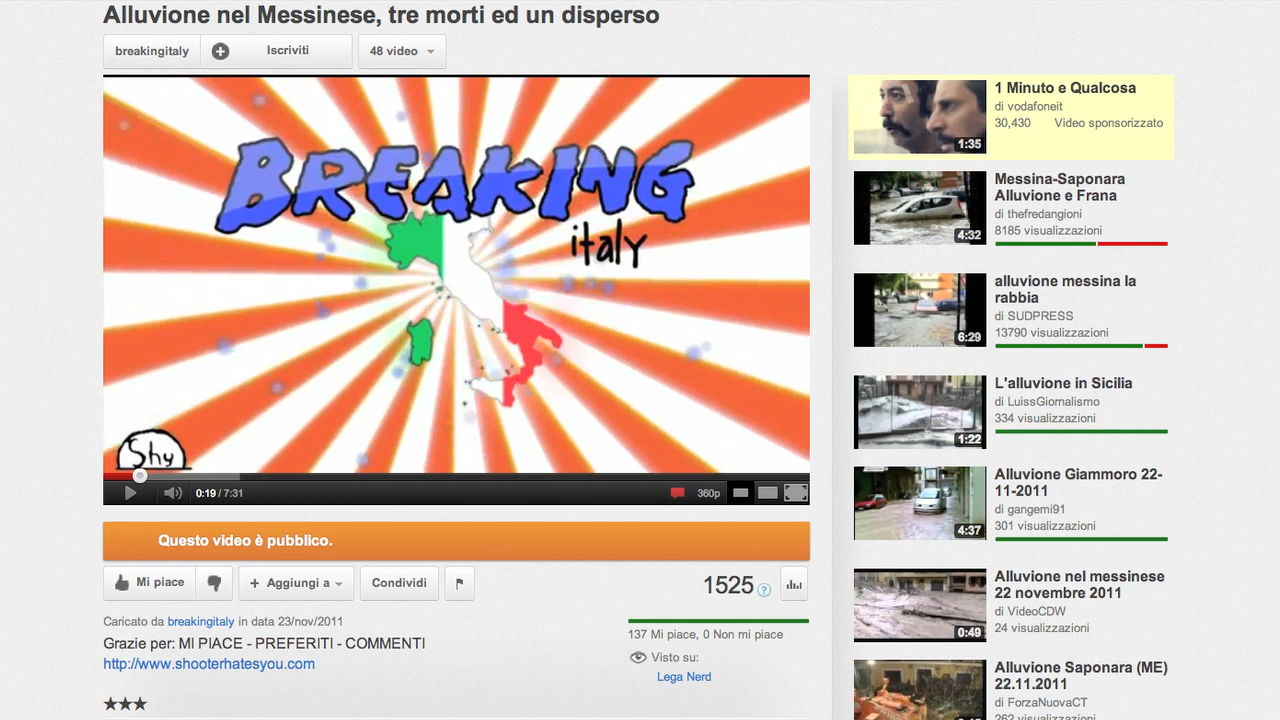 Alluvione nel Messinese, tre morti ed un disperso
breakingitaly
Iscriviti
48 video
BREAKING
italy
Shy
0:19 / 7:31
360p
Questo video è pubblico.
Mi piace
Aggiungi a
Condividi
1525
Caricato da breakingitaly in data 23/nov/2011
Grazie per: MI PIACE - PREFERITI - COMMENTI
http://www.shooterhatesyou.com
★★★
137 Mi piace, 0 Non mi piace
Visto su:
Lega Nerd
1:35
1 Minuto e Qualcosa
di vodafoneit
30,430 Video sponsorizzato
4:32
Messina-Saponara
Alluvione e Frana
di thefredangioni
8185 visualizzazioni
6:29
alluvione messina la
rabbia
di SUDPRESS
13790 visualizzazioni
1:22
L'alluvione in Sicilia
di LuissGiornalismo
334 visualizzazioni
4:37
Alluvione Giammoro 22-
11-2011
di gangemi91
301 visualizzazioni
0:49
Alluvione nel messinese
22 novembre 2011
di VideoCDW
24 visualizzazioni
Alluvione Saponara (ME)
22.11.2011
di ForzaNuovaCT
262 visualizzazioni